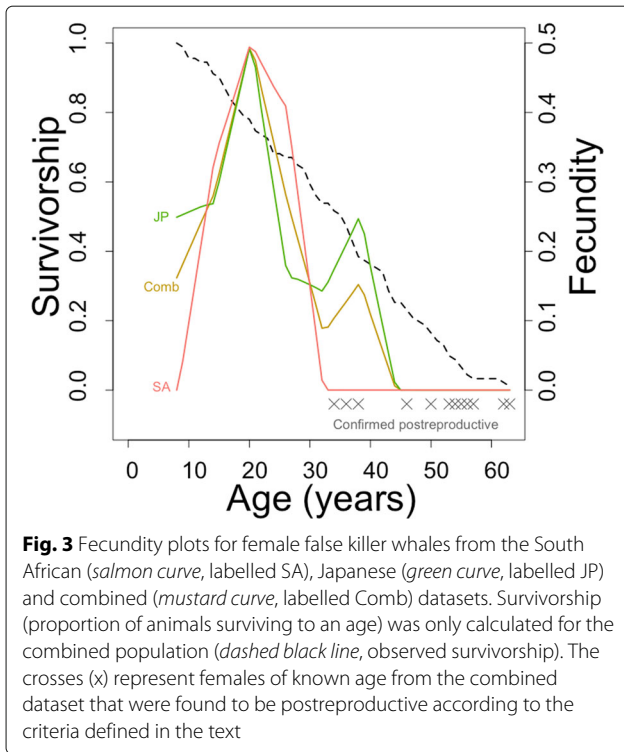 1.0
0.8
0.6
0.4
0.2
0.0
Survivorship
0.5
0.4
0.3
0.2
0.1
0.0
Fecundity
JP
Comb
SA
Confirmed postreproductive
0 10 20 30 40 50 60
Age (years)
Fig. 3 Fecundity plots for female false killer whales from the South
African (salmon curve, labelled SA), Japanese (green curve, labelled JP)
and combined (mustard curve, labelled Comb) datasets. Survivorship
(proportion of animals surviving to an age) was only calculated for the
combined population (dashed black line, observed survivorship). The
crosses (x) represent females of known age from the combined
dataset that were found to be postreproductive according to the
criteria defined in the text